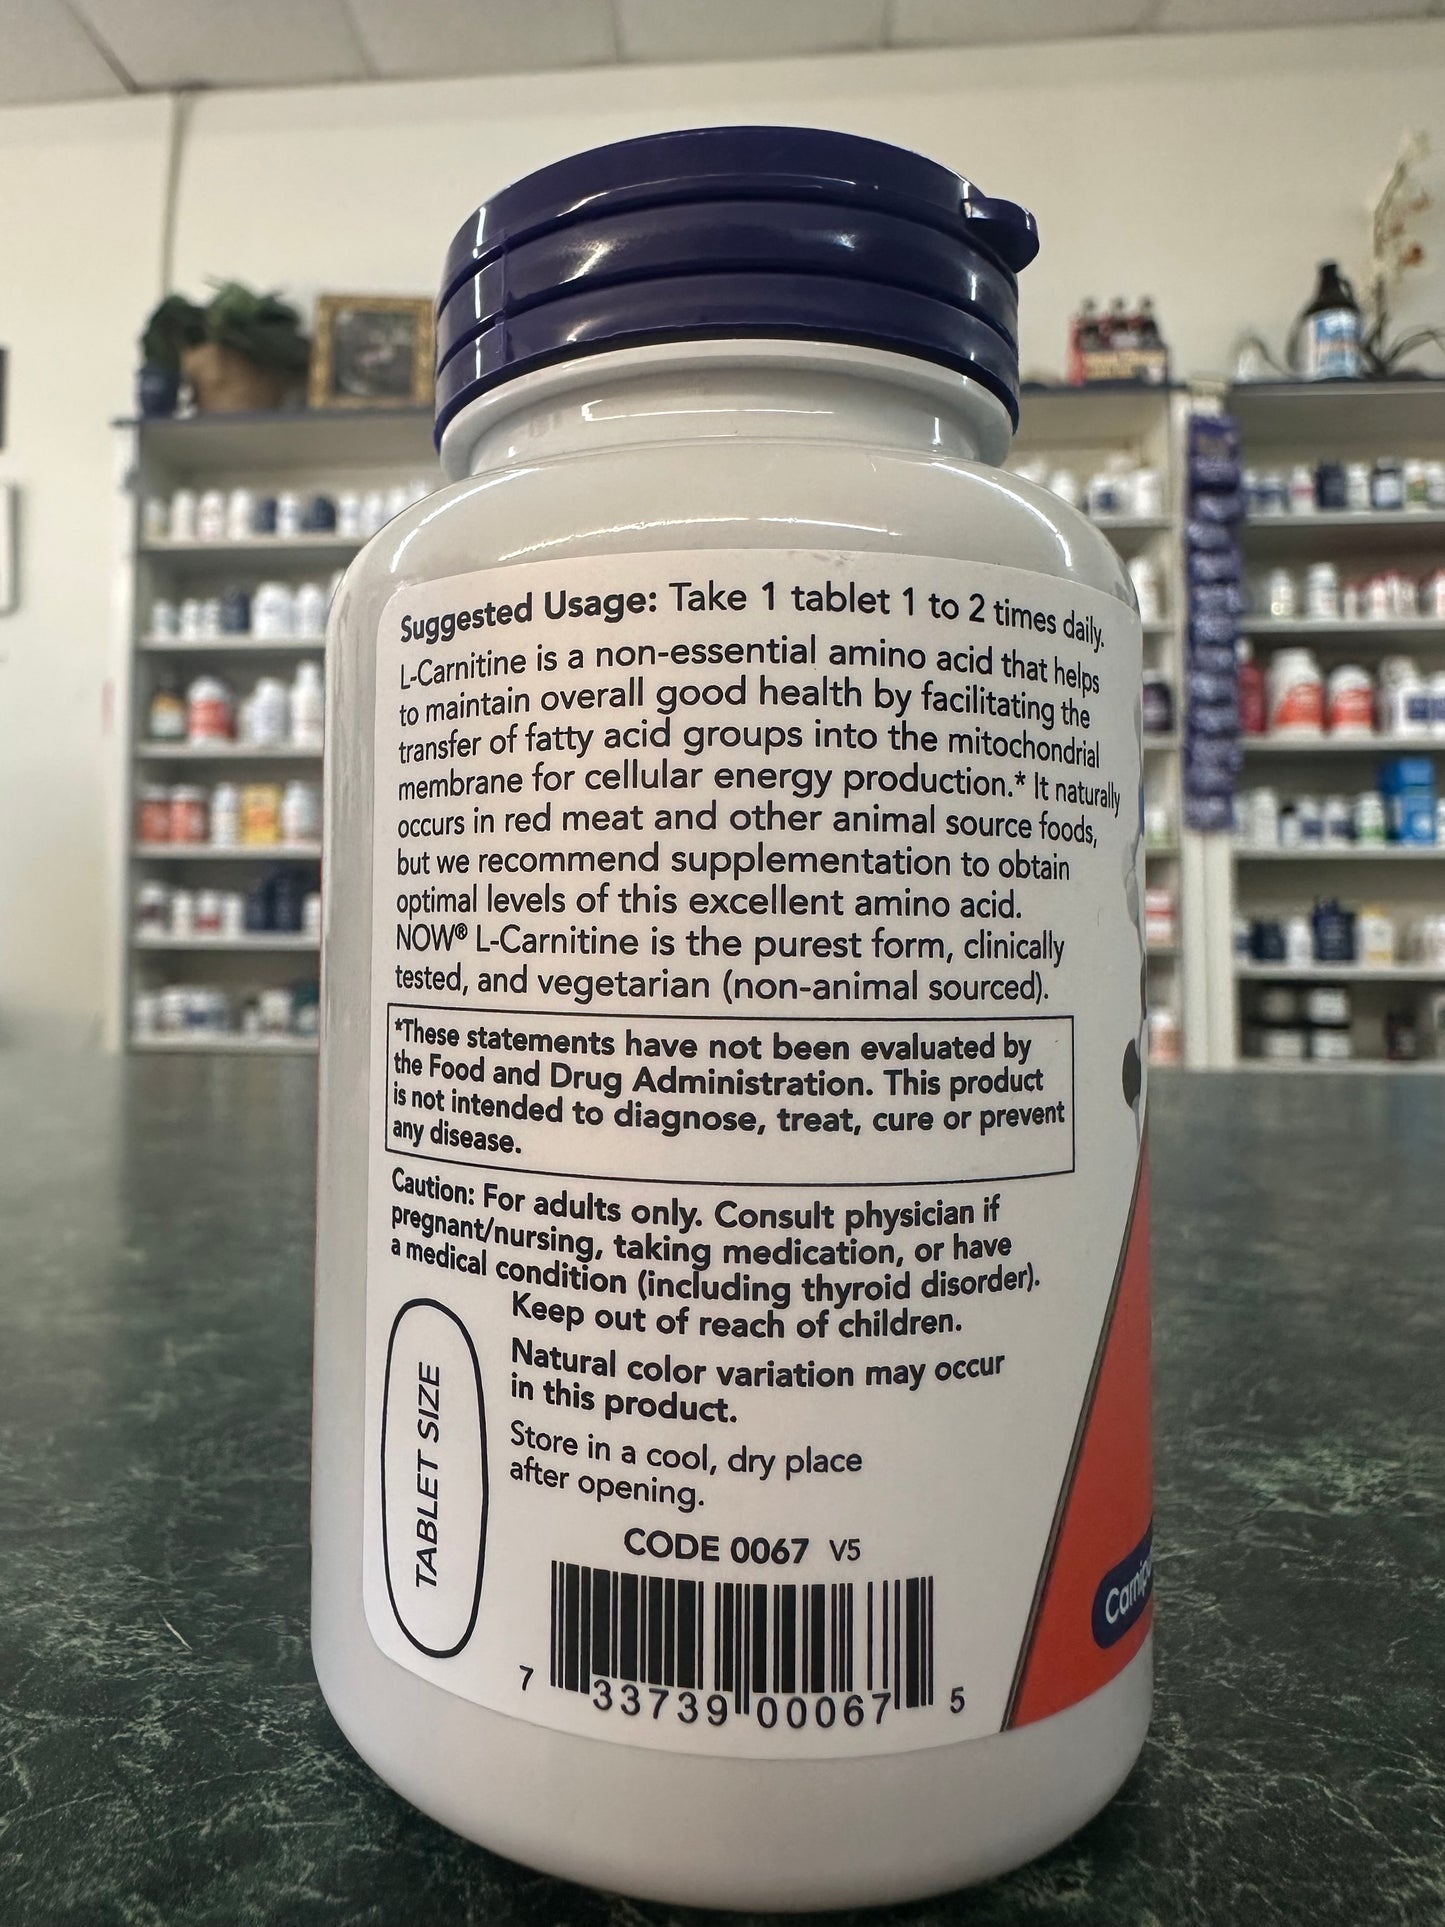 Suggested Usage: Take 1 tablet 1 to 2 times daily.
L-Carnitine is a non-essential amino acid that helps
to maintain overall good health by facilitating the
transfer of fatty acid groups into the mitochondrial
membrane for cellular energy production.* It naturally
occurs in red meat and other animal source foods,
but we recommend supplementation to obtain
optimal levels of this excellent amino acid.
NOW® L-Carnitine is the purest form, clinically
tested, and vegetarian (non-animal sourced).
*These statements have not been evaluated by
the Food and Drug Administration. This product
is not intended to diagnose, treat, cure or prevent
any disease.
Caution: For adults only. Consult physician if
pregnant/nursing, taking medication, or have
a medical condition (including thyroid disorder).
Keep out of reach of children.
Natural color variation may occur
in this product.
Store in a cool, dry place
after opening.
TABLET SIZE
CODE 0067 V5
7 33739 00067 5